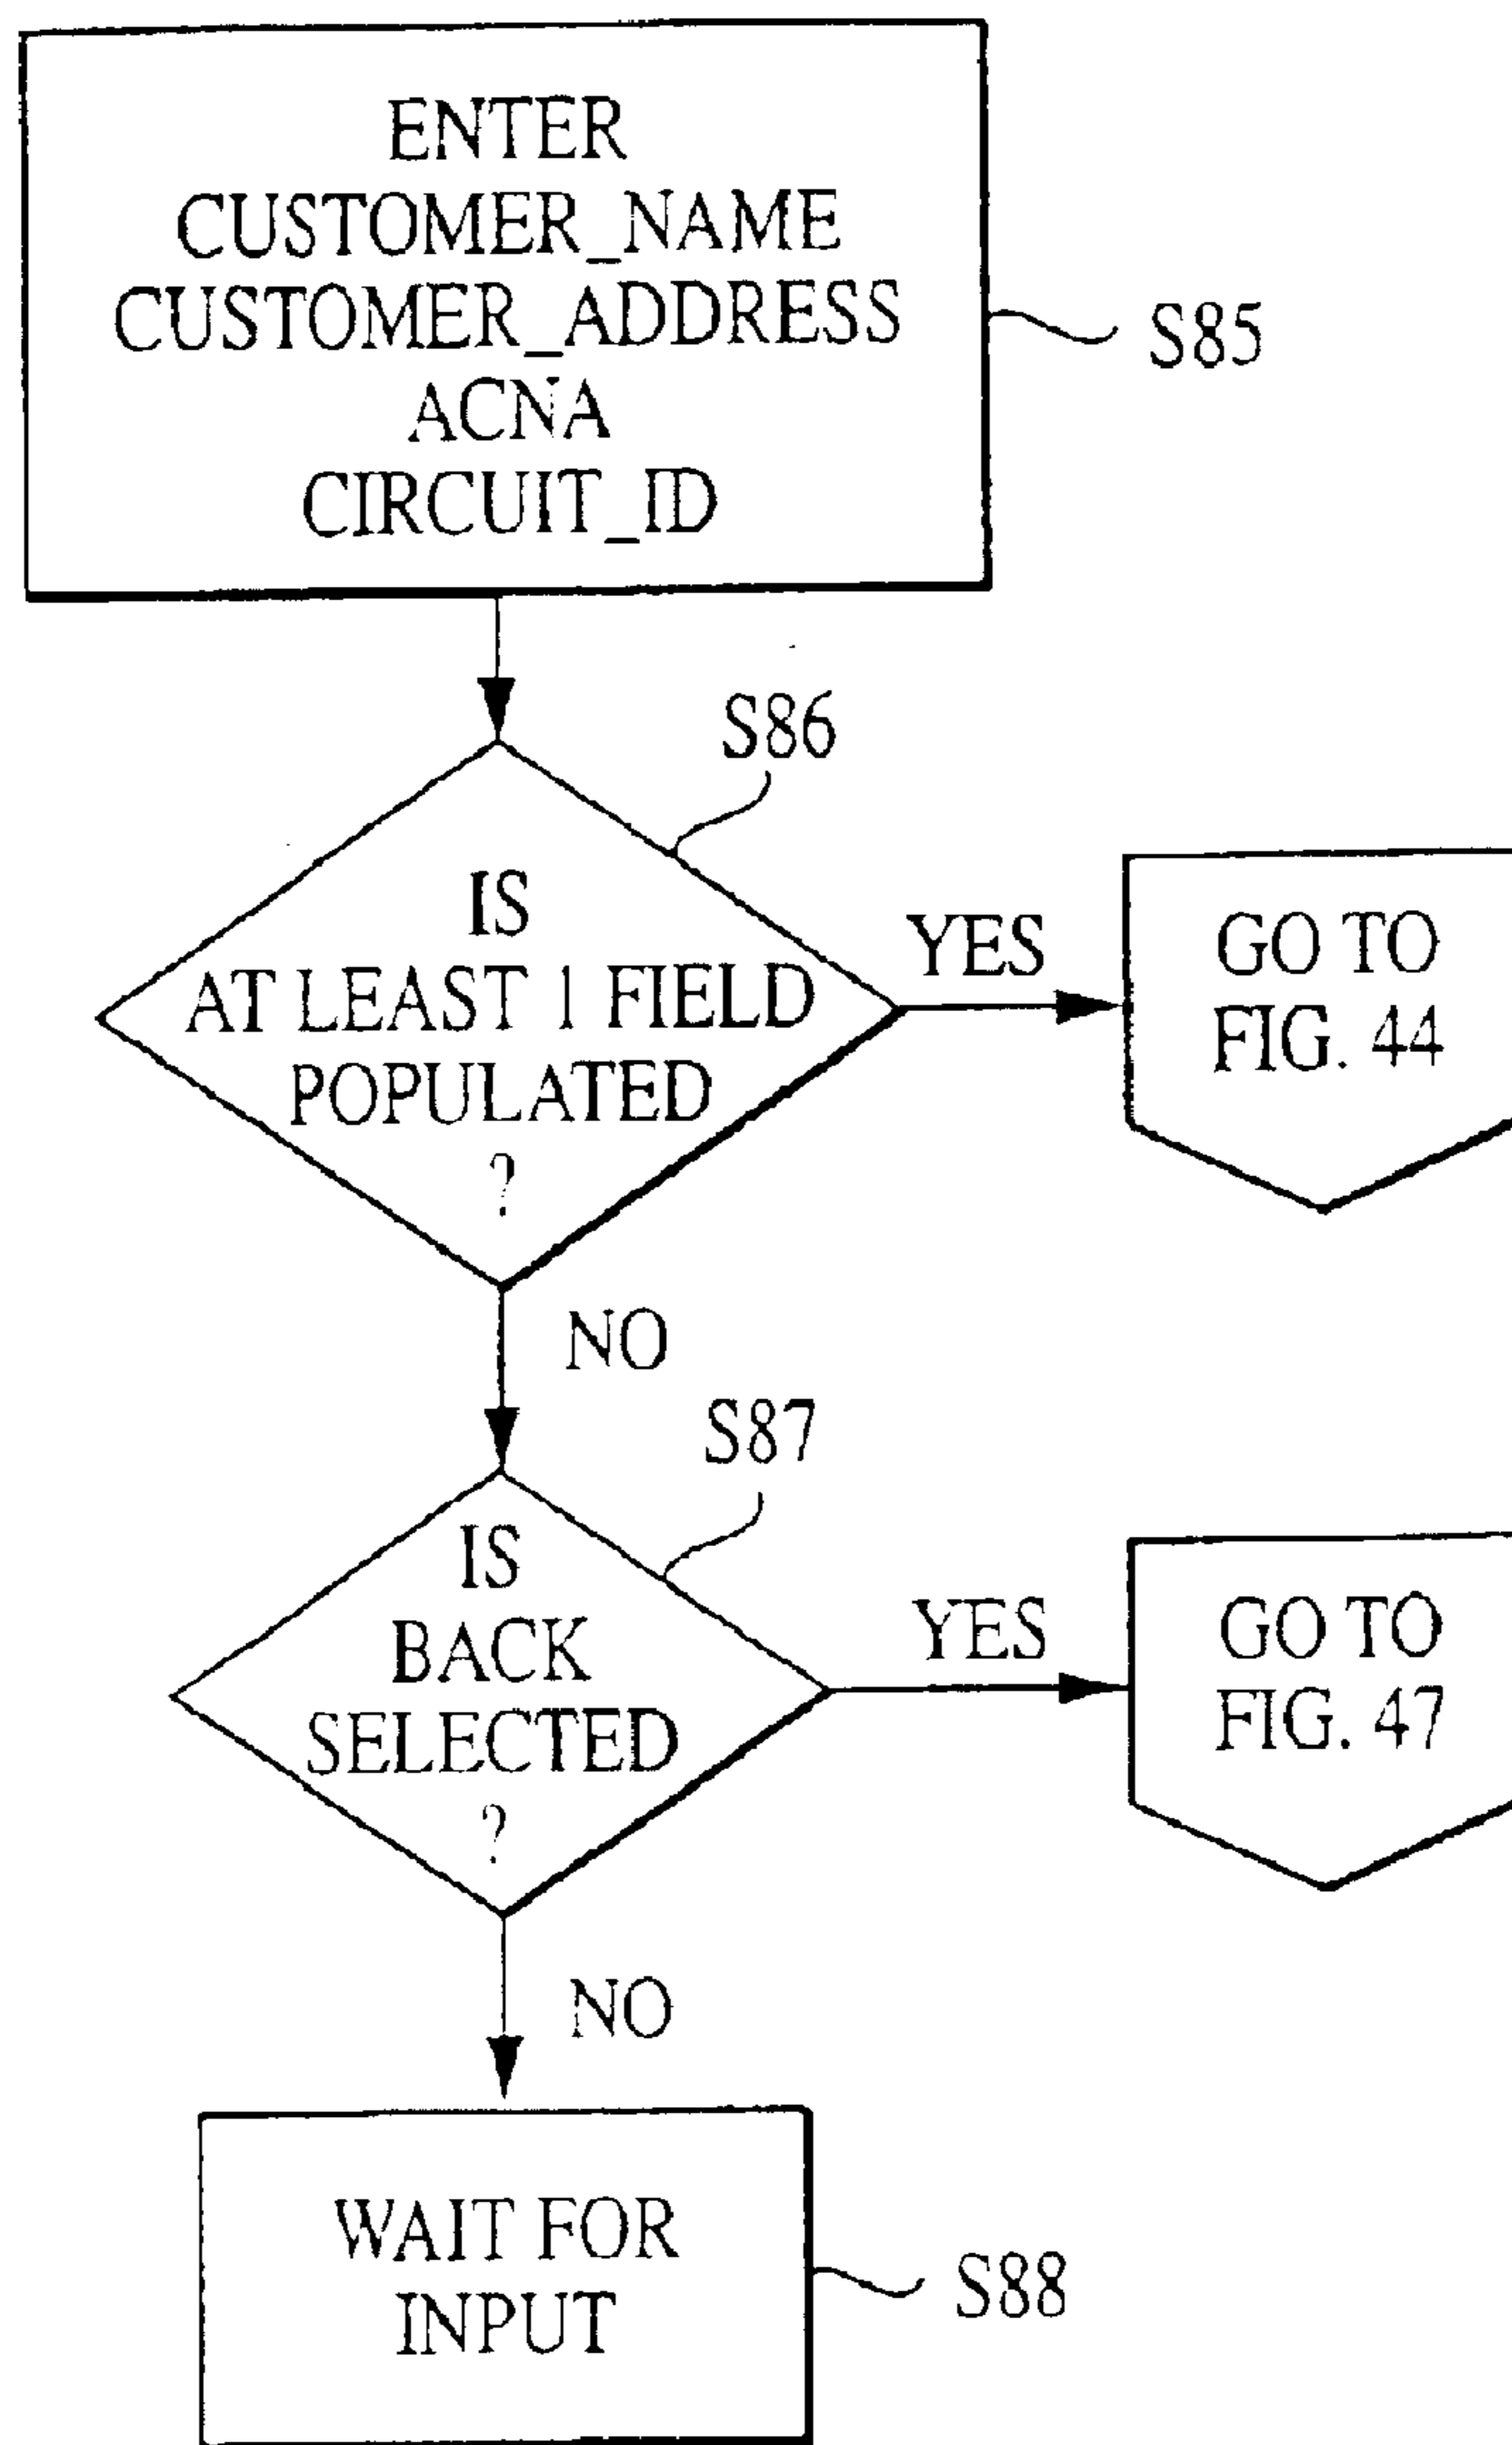 ENTER
CUSTOMER_NAME
CUSTOMER_ADDRESS
ACNA
CIRCUIT_ID
S85
S86
IS
AT LEAST 1 FIELD
POPULATED
?
YES
GO TO
FIG. 44
NO
S87
IS
BACK
SELECTED
?
YES
GO TO
FIG. 47
NO
WAIT FOR
INPUT
S88